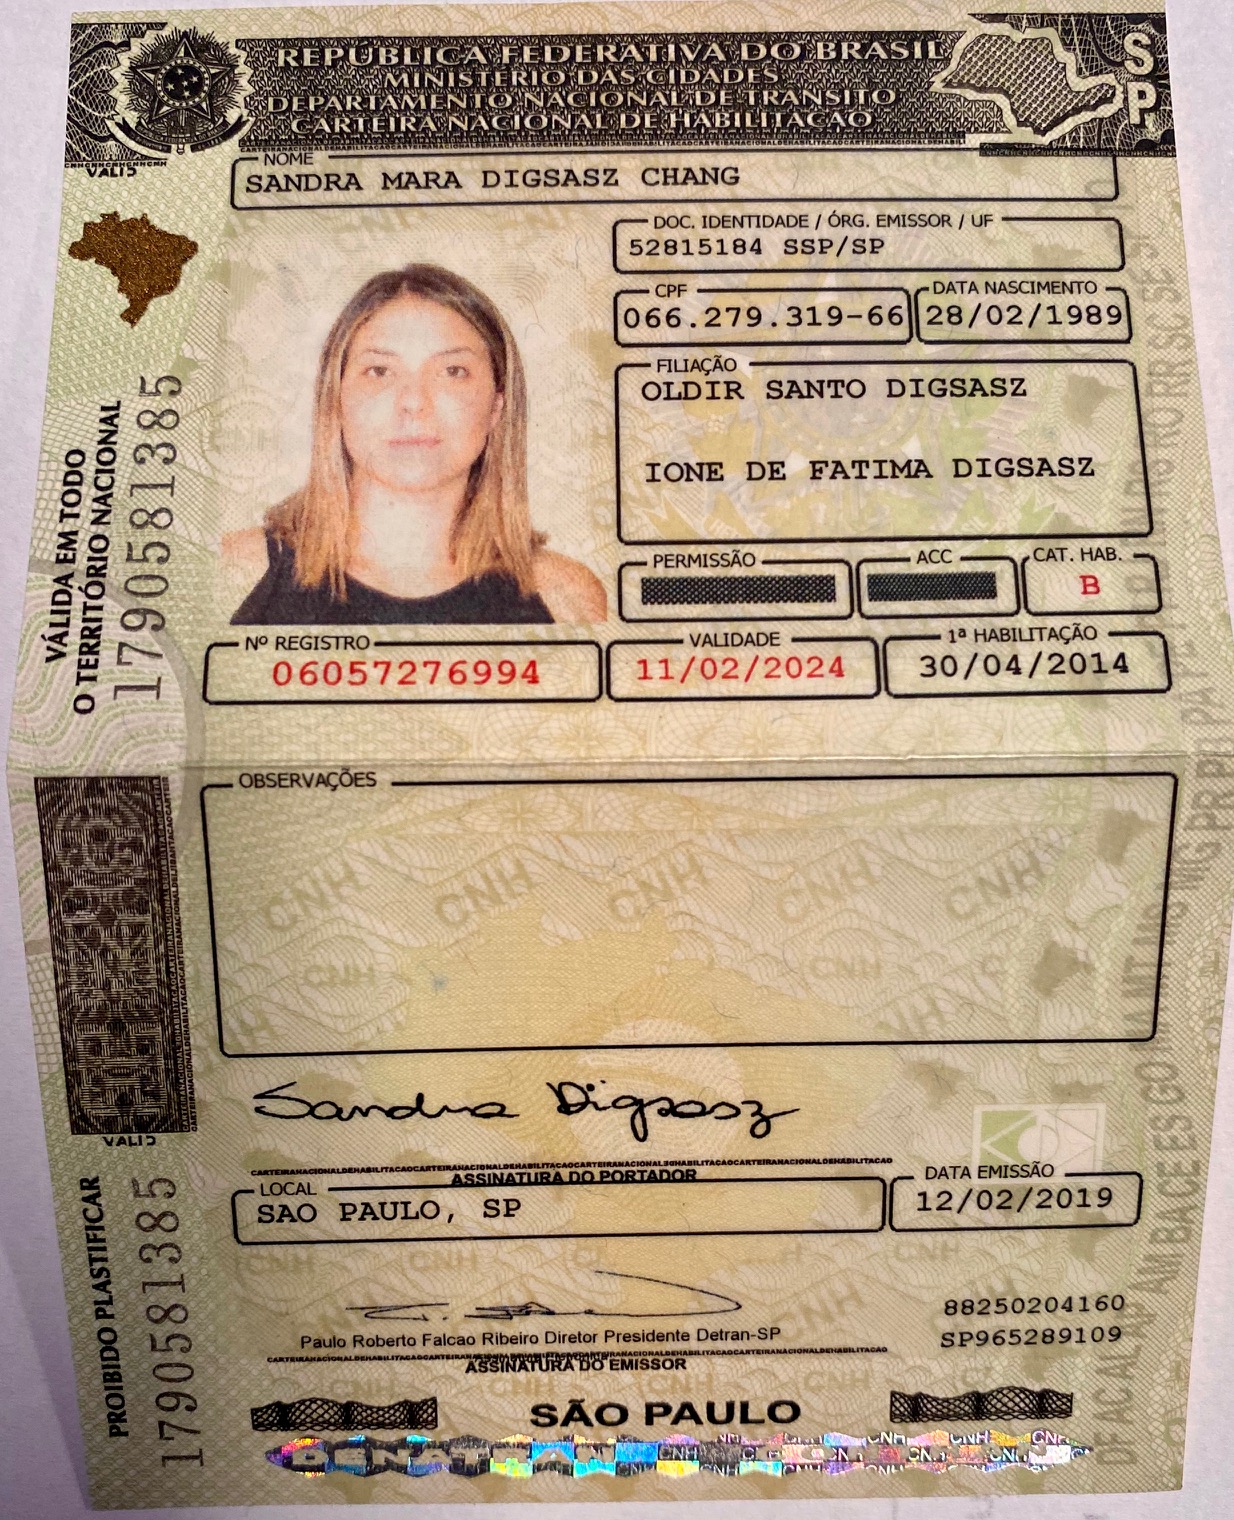 REPÚBLICA FEDERATIVA DO BRASIL
MINISTÉRIO DAS CIDADES
DEPARTAMENTO NACIONAL DE TRÂNSITO
CARTEIRA NACIONAL DE HABILITAÇÃO
SP
NOME
SANDRA MARA DIGSASZ CHANG
DOC. IDENTIDADE / ÓRG. EMISSOR / UF
52815184 SSP/SP
CPF
066.279.319-66
DATA NASCIMENTO
28/02/1989
FILIAÇÃO
OLDIR SANTO DIGSASZ
IONE DE FATIMA DIGSASZ
PERMISSÃO
ACC
CAT. HAB.
B
Nº REGISTRO
06057276994
VALIDADE
11/02/2024
1ª HABILITAÇÃO
30/04/2014
VÁLIDA EM TODO
O TERRITÓRIO NACIONAL
1790581385
OBSERVAÇÕES
Sandra Digsasz
ASSINATURA DO PORTADOR
LOCAL
SAO PAULO, SP
DATA EMISSÃO
12/02/2019
Paulo Roberto Falcao Ribeiro Diretor Presidente Detran-SP
ASSINATURA DO EMISSOR
88250204160
SP965289109
PROIBIDO PLASTIFICAR
1790581385
SÃO PAULO